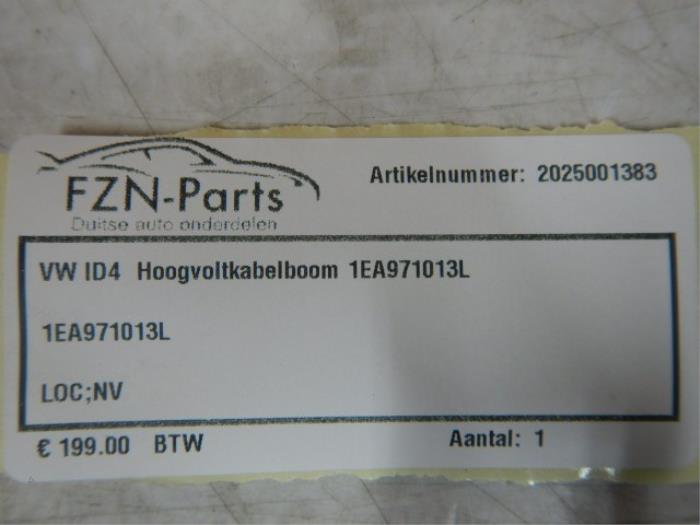 FZN-Parts
Duitse auto onderdelen
Artikelnummer: 2025001383
VW ID4 Hoogvoltkabelboom 1EA971013L
1EA971013L
LOC;NV
€ 199.00 BTW
Aantal: 1